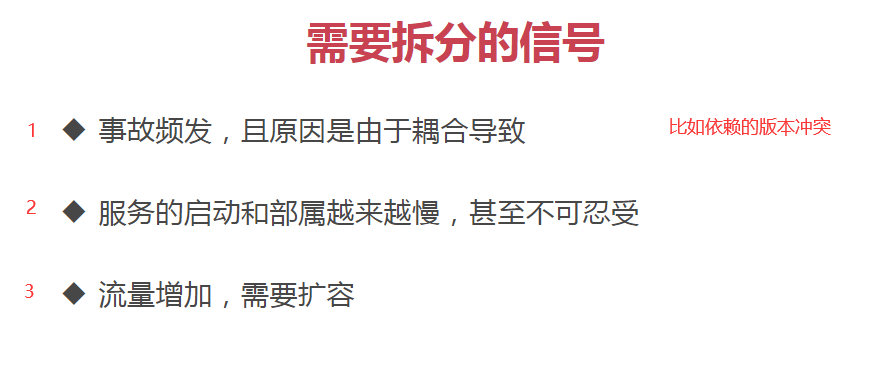 需要拆分的信号
1 ◆ 事故频发，且原因是由于耦合导致 比如依赖的版本冲突
2 ◆ 服务的启动和部属越来越慢，甚至不可忍受
3 ◆ 流量增加，需要扩容